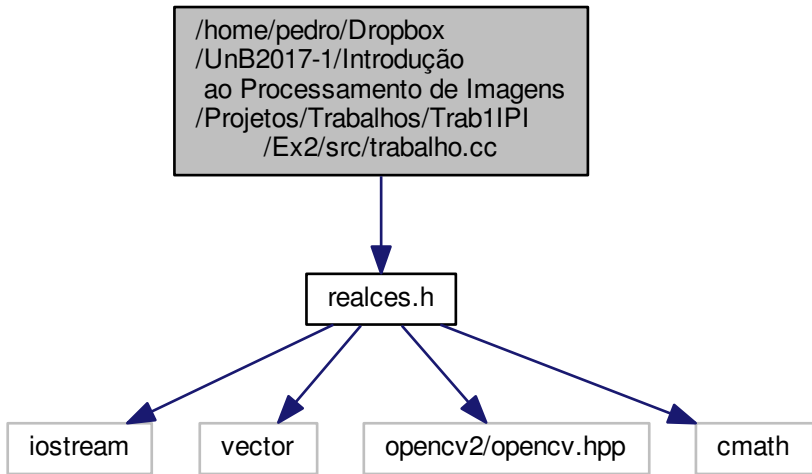 /home/pedro/Dropbox
/UnB2017-1/Introdução
ao Processamento de Imagens
/Projetos/Trabalhos/Trab1IPI
/Ex2/src/trabalho.cc
realces.h
iostream
vector
opencv2/opencv.hpp
cmath